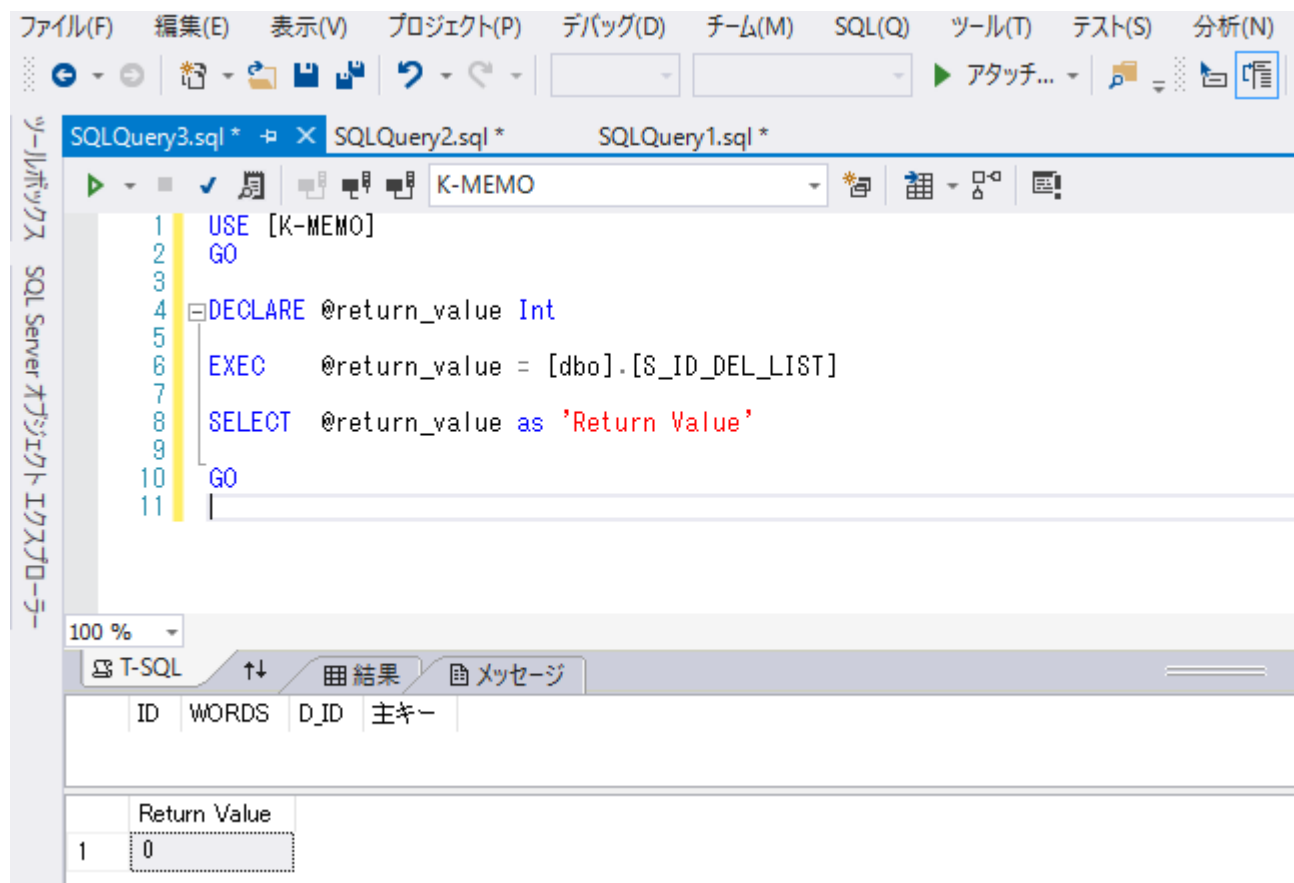 ファイル(F) 編集(E) 表示(V) プロジェクト(P) デバッグ(D) チーム(M) SQL(Q) ツール(T) テスト(S) 分析(N)
アタッチ...
ツールボックス
SQL Server オブジェクト エクスプローラー
SQLQuery3.sql * SQLQuery2.sql * SQLQuery1.sql *
K-MEMO
1 USE [K-MEMO]
2 GO
3
4 DECLARE @return_value Int
5
6 EXEC @return_value = [dbo].[S_ID_DEL_LIST]
7
8 SELECT @return_value as 'Return Value'
9
10 GO
11
100 %
T-SQL 結果 メッセージ
ID WORDS D_ID 主キー
Return Value
1 0